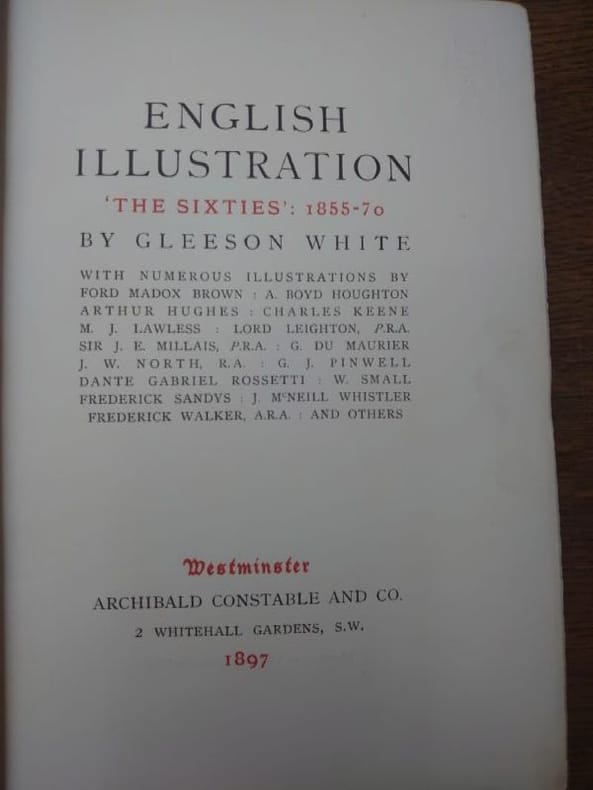 ENGLISH
ILLUSTRATION
'THE SIXTIES': 1855-70
BY GLEESON WHITE
WITH NUMEROUS ILLUSTRATIONS BY
FORD MADOX BROWN : A. BOYD HOUGHTON
ARTHUR HUGHES : CHARLES KEENE
M. J. LAWLESS : LORD LEIGHTON, P.R.A.
SIR J. E. MILLAIS, P.R.A. : G. DU MAURIER
J. W. NORTH, R.A. : G. J. PINWELL
DANTE GABRIEL ROSSETTI : W. SMALL
FREDERICK SANDYS : J. McNEILL WHISTLER
FREDERICK WALKER, A.R.A. : AND OTHERS
Westminster
ARCHIBALD CONSTABLE AND CO.
2 WHITEHALL GARDENS, S.W.
1897